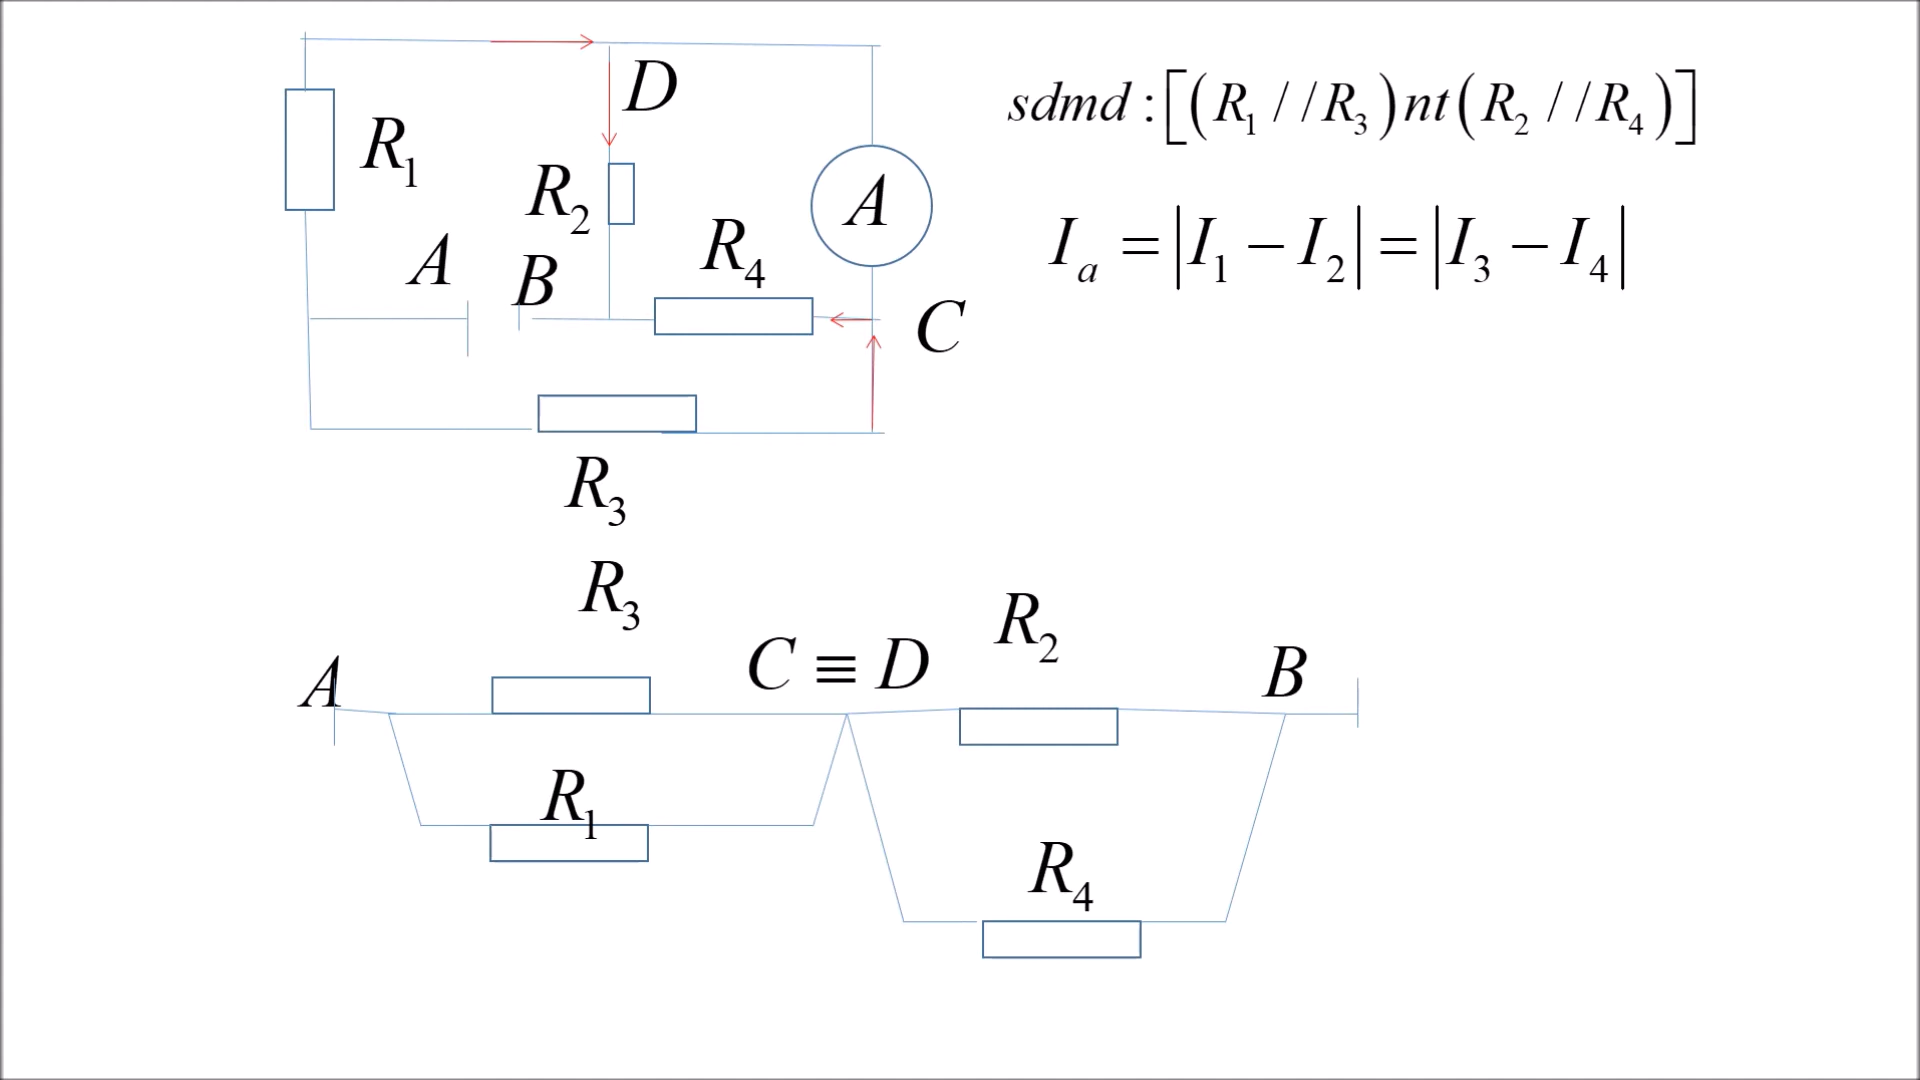 D
sdmd : [(R₁ // R₃) nt (R₂ // R₄)]
R₁
R₂
A
R₄
Iₐ = |I₁ − I₂| = |I₃ − I₄|
A
B
C
R₃
R₃
R₂
C ≡ D
B
A
R₁
R₄